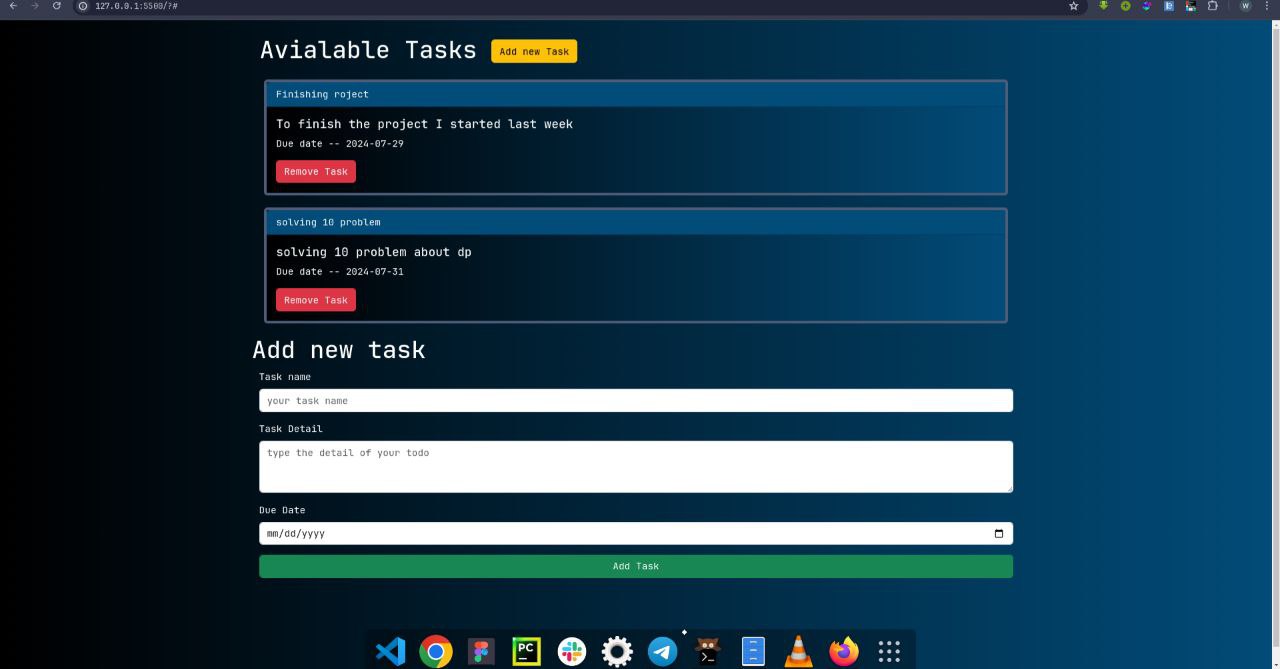 127.0.0.1:5500/?#
W
Avialable Tasks
Add new Task
Finishing roject
To finish the project I started last week
Due date -- 2024-07-29
Remove Task
solving 10 problem
solving 10 problem about dp
Due date -- 2024-07-31
Remove Task
Add new task
Task name
your task name
Task Detail
type the detail of your todo
Due Date
mm/dd/yyyy
Add Task
PC